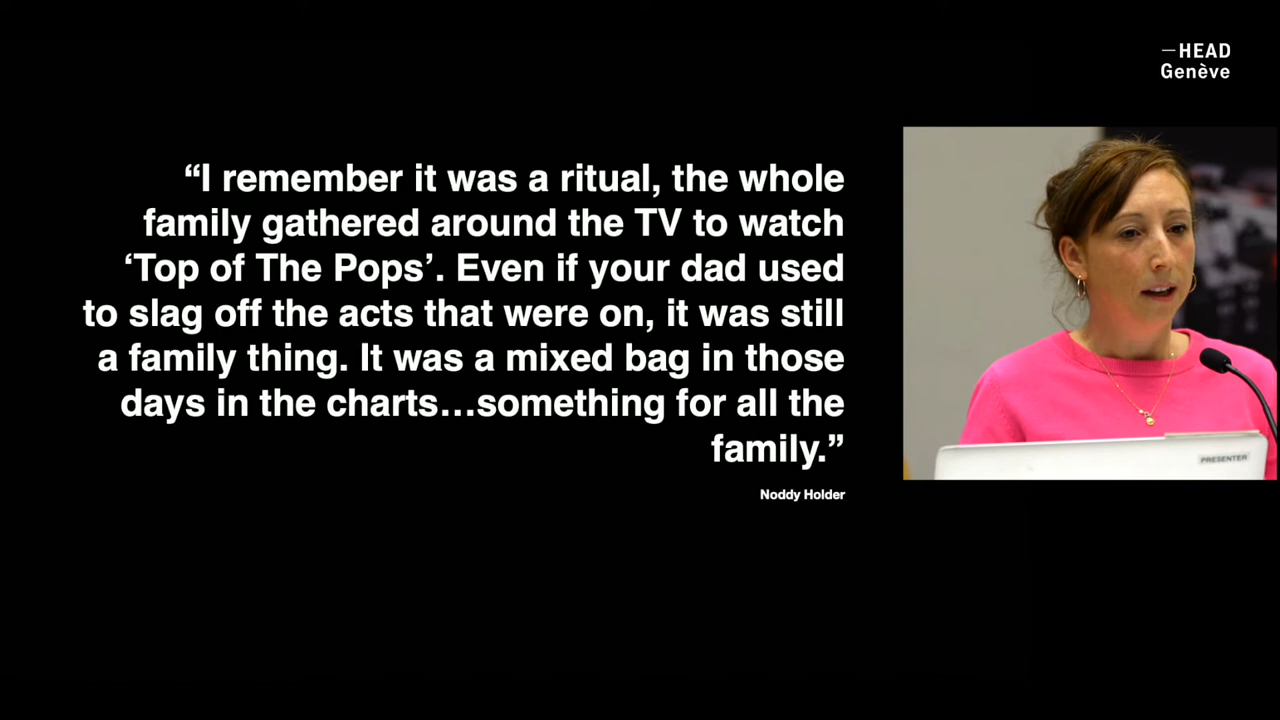 —HEAD
Genève
“I remember it was a ritual, the whole
family gathered around the TV to watch
‘Top of The Pops’. Even if your dad used
to slag off the acts that were on, it was still
a family thing. It was a mixed bag in those
days in the charts…something for all the
family.”
Noddy Holder
PRESENTER